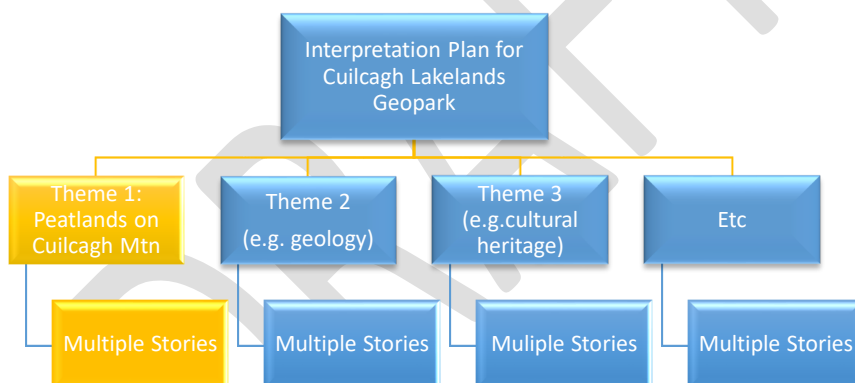 Interpretation Plan for
Cuilcagh Lakelands
Geopark
Theme 1:
Peatlands on
Cuilcagh Mtn
Theme 2
(e.g. geology)
Theme 3
(e.g.cultural
heritage)
Etc
Multiple Stories
Multiple Stories
Muliple Stories
Multiple Stories